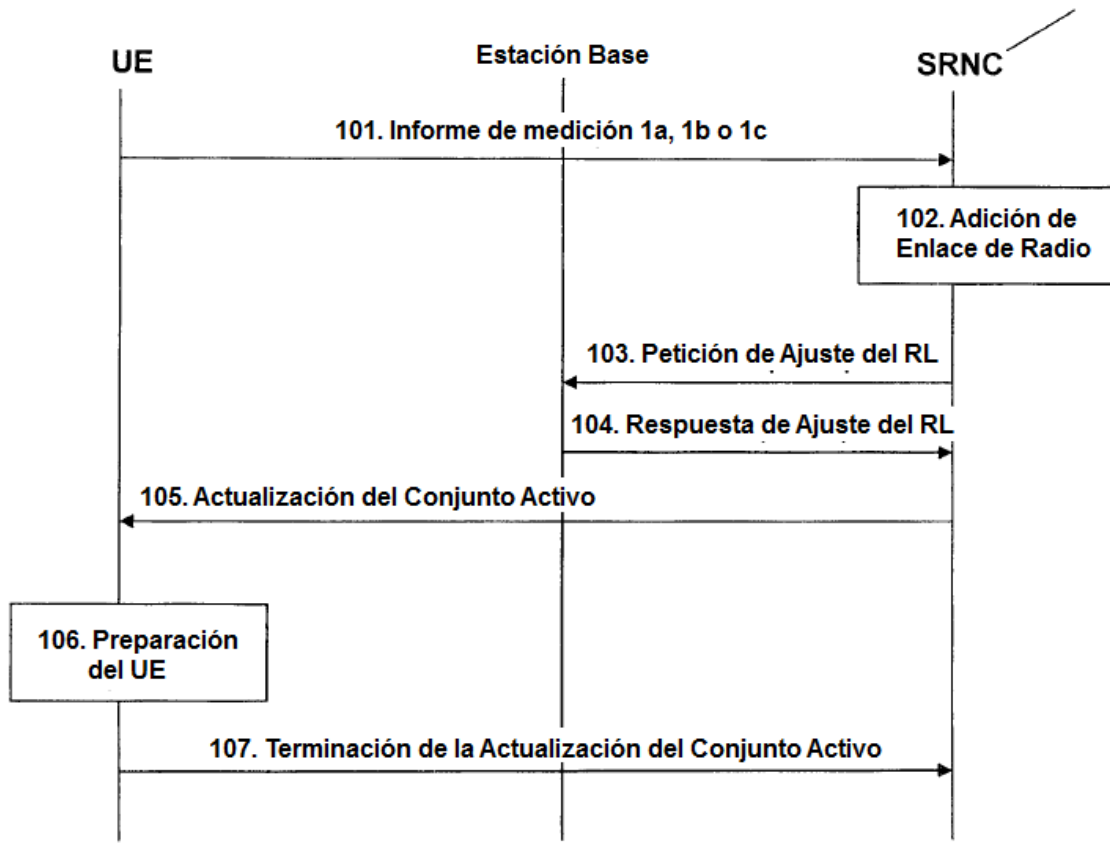 UE
Estación Base
SRNC
101. Informe de medición 1a, 1b o 1c
102. Adición de
Enlace de Radio
103. Petición de Ajuste del RL
104. Respuesta de Ajuste del RL
105. Actualización del Conjunto Activo
106. Preparación
del UE
107. Terminación de la Actualización del Conjunto Activo